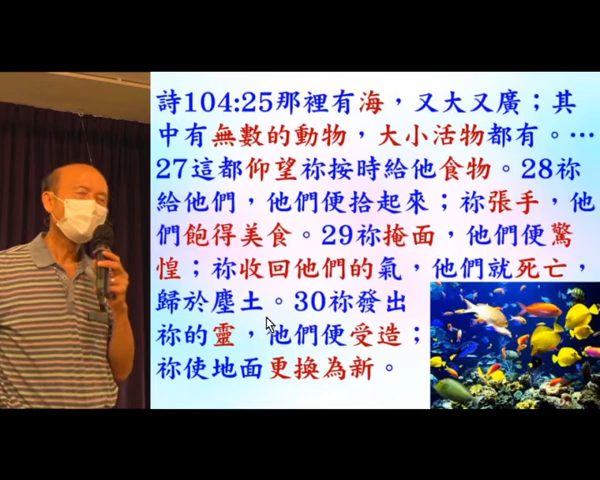 詩104:25那裡有海，又大又廣；其
中有無數的動物，大小活物都有。…
27這都仰望祢按時給他食物。28祢
給他們，他們便拾起來；祢張手，他
們飽得美食。29祢掩面，他們便驚
惶；祢收回他們的氣，他們就死亡，
歸於塵土。30祢發出
祢的靈，他們便受造；
祢使地面更換為新。